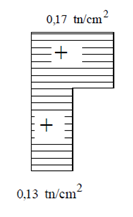 0,17 tn/cm²
+
+
0.13 tn/cm²